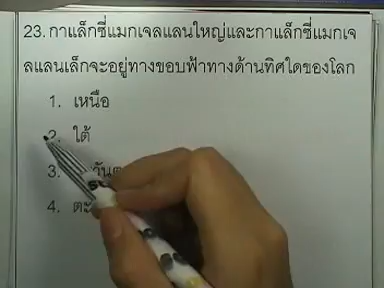 23. กาแล็กซี่แมกเจลแลนใหญ่และกาแล็กซี่แมกเจ
ลแลนเล็กจะอยู่ทางขอบฟ้าทางด้านทิศใดของโลก
1. เหนือ
2. ใต้
3.
4.